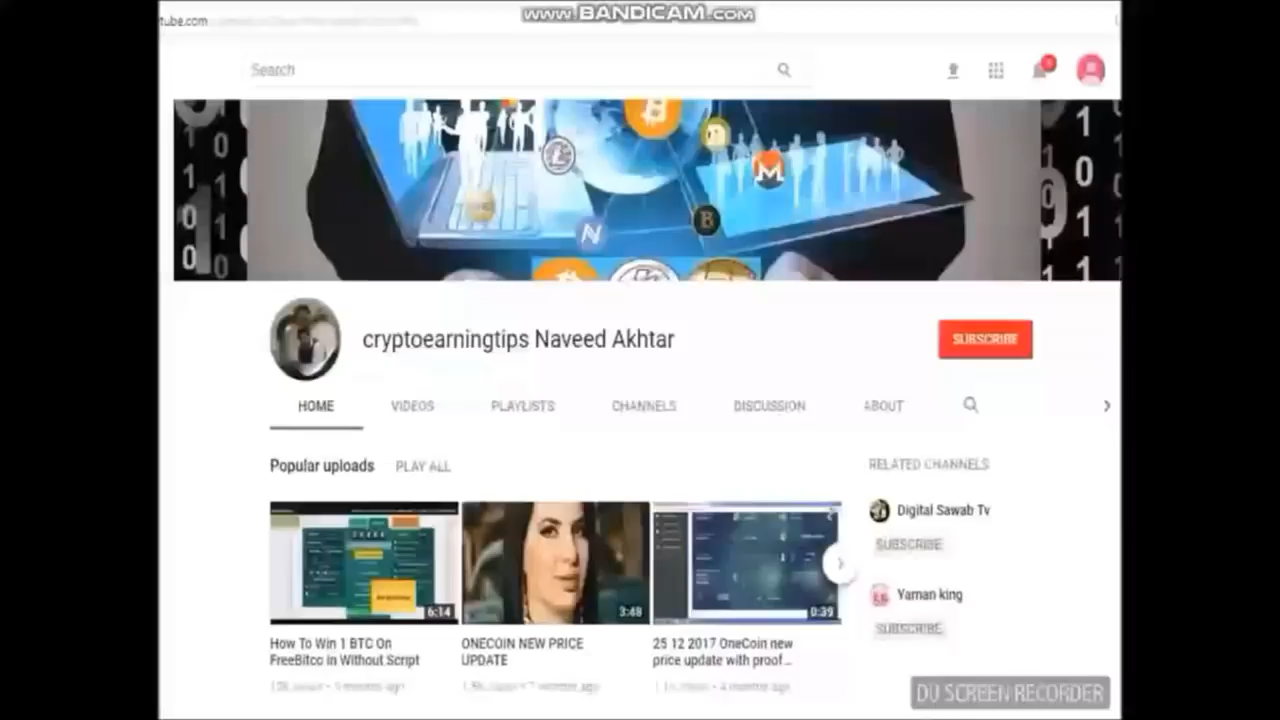 www.BANDICAM.com
tube.com
Search
cryptoearningtips Naveed Akhtar
SUBSCRIBE
HOME VIDEOS PLAYLISTS CHANNELS DISCUSSION ABOUT
Popular uploads PLAY ALL
6:14
3:48
0:39
How To Win 1 BTC On
FreeBitco in Without Script
ONECOIN NEW PRICE
UPDATE
25 12 2017 OneCoin new
price update with proof...
RELATED CHANNELS
Digital Sawab Tv
SUBSCRIBE
Yaman king
SUBSCRIBE
DU SCREEN RECORDER